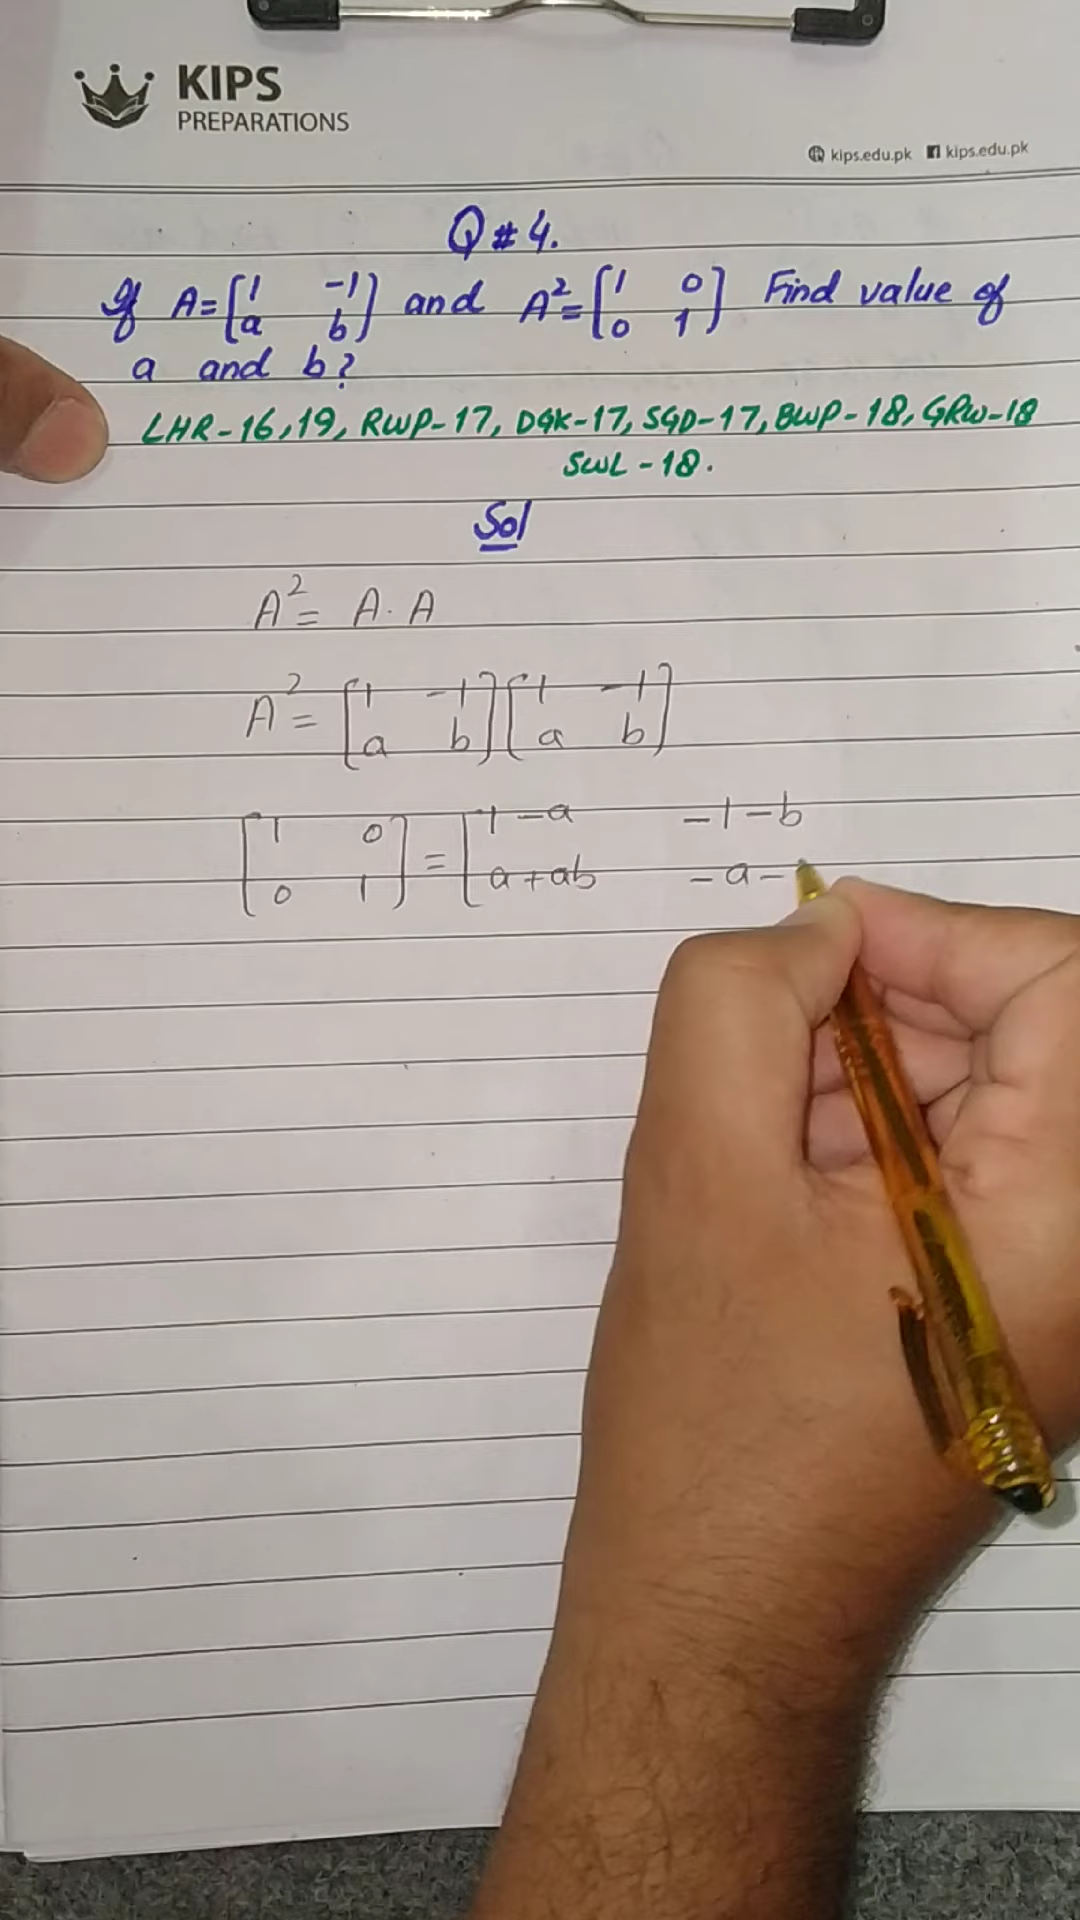 KIPS
PREPARATIONS
kips.edu.pk kips.edu.pk
Q # 4.
If A = [1 -1 a b] and A² = [1 0 0 1] Find value of
a and b?
LHR-16,19, RWP-17, DGK-17, SGD-17, BWP-18, GRW-18
SWL-18.
Sol
A² = A . A
A² = [1 -1 a b] [1 -1 a b]
[1 0 0 1] = [1-a -1-b a+ab -a-